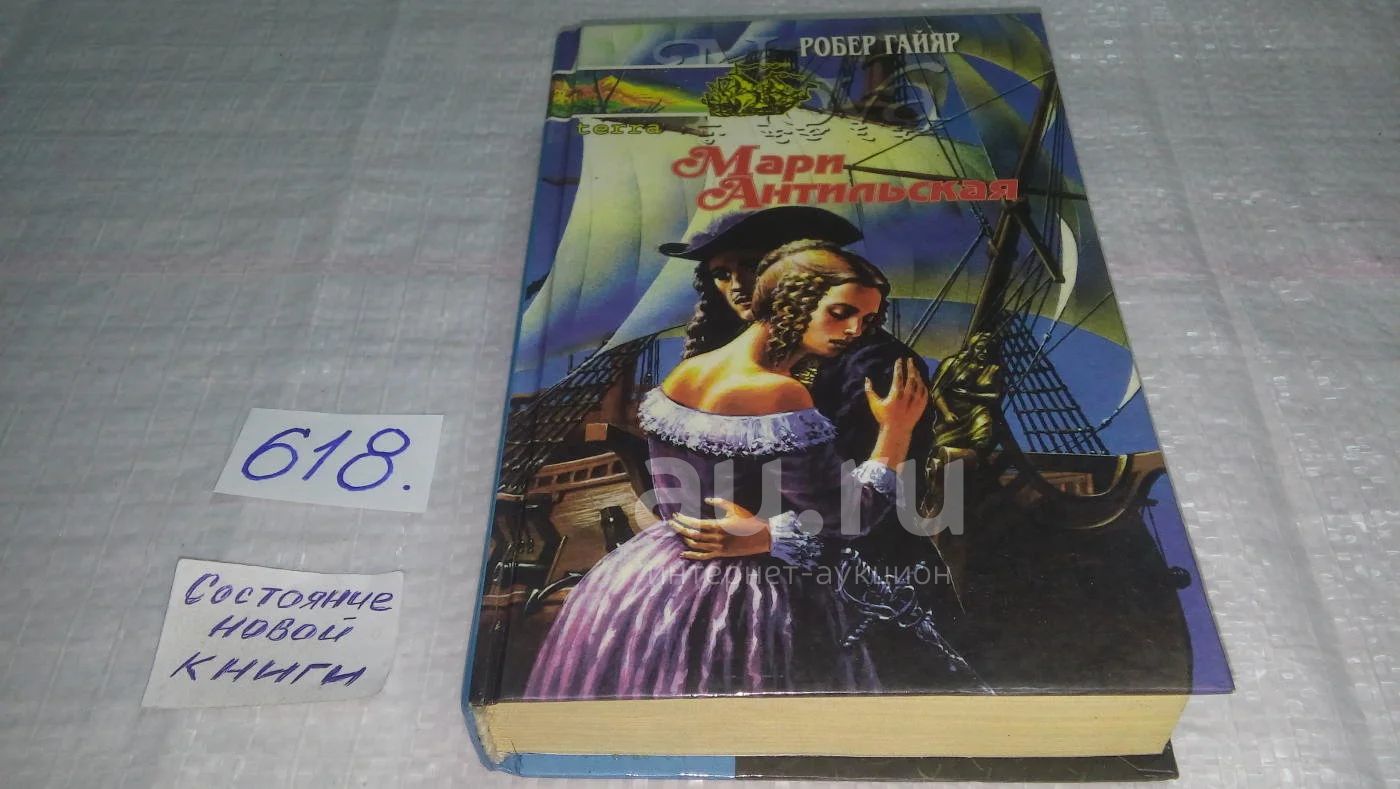 РОБЕР ГАЙЯР
terra
Мари
Антильская
618.
Состояние
новой
книги
au.ru
интернет-аукцион